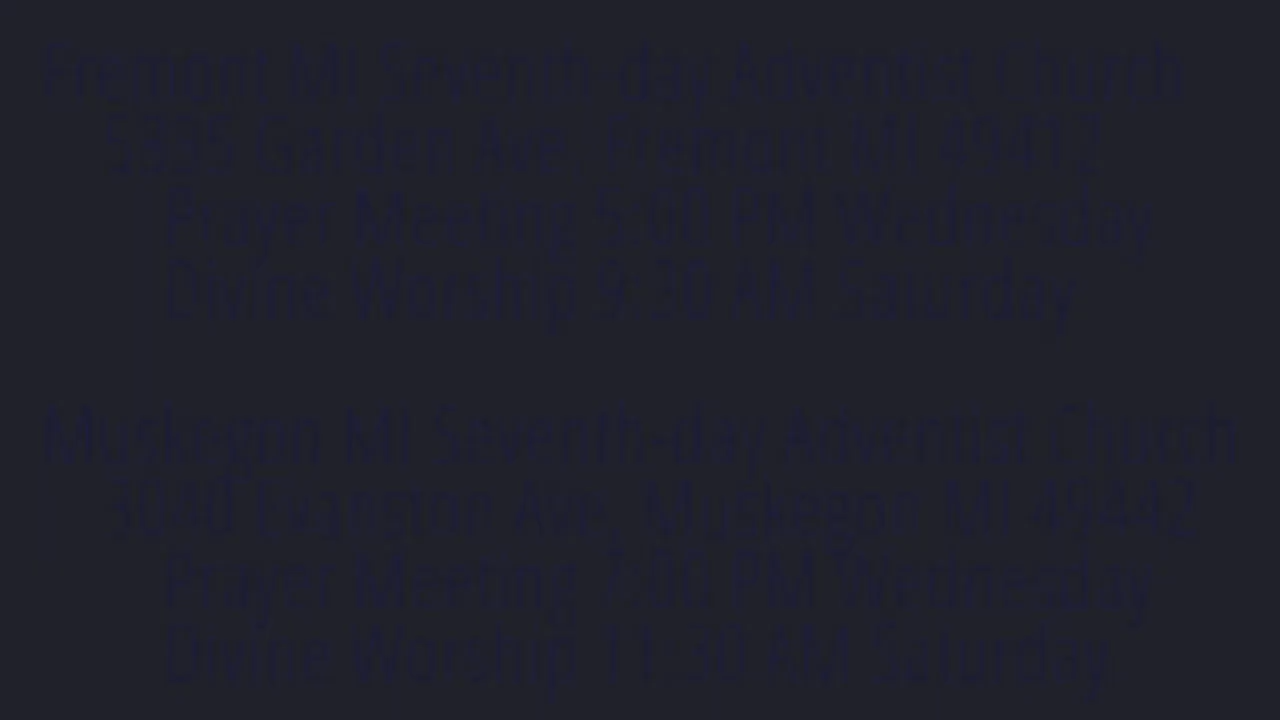 Fremont MI Seventh-day Adventist Church
5835 Garden Ave. Fremont MI 49412
Prayer Meeting 5:00 PM Wednesday
Divine Worship 9:30 AM Saturday
Muskegon MI Seventh-day Adventist Church
Evanston Ave. Muskegon MI 49442
Prayer Meeting 7:00 PM Wednesday
Divine Worship 11:30 AM Saturday